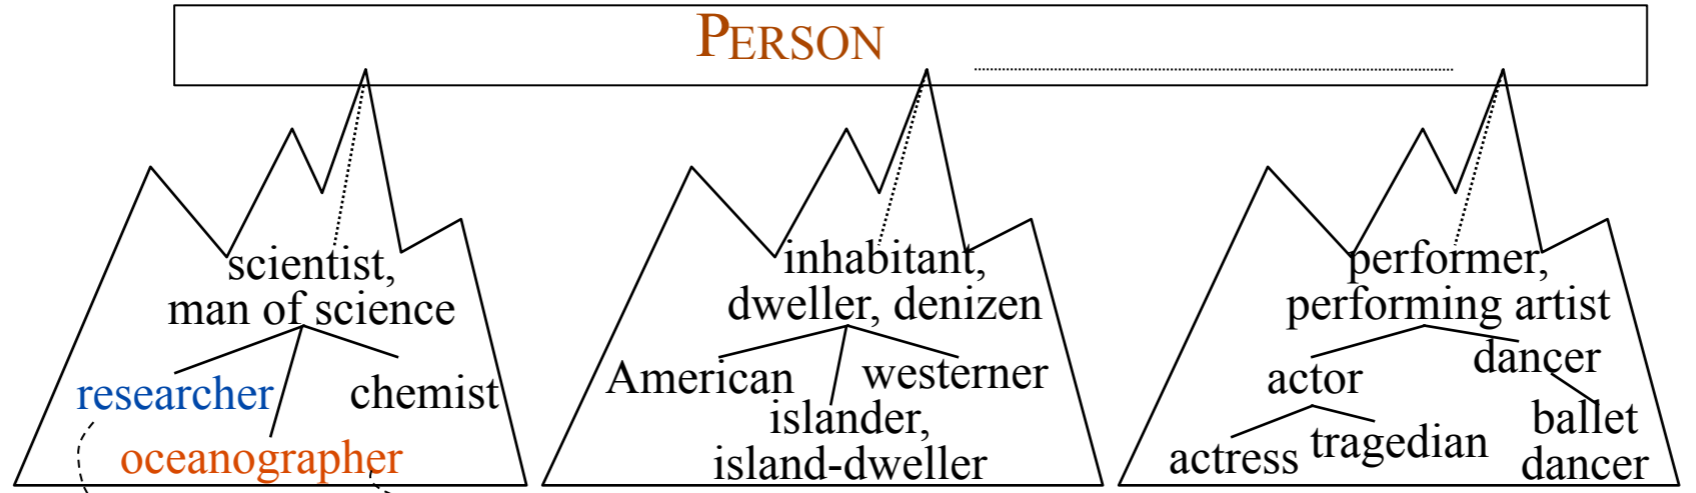 PERSON
scientist,
man of science
researcher
chemist
oceanographer
inhabitant,
dweller, denizen
American
westerner
islander,
island-dweller
performer,
performing artist
actor
dancer
actress
tragedian
ballet
dancer